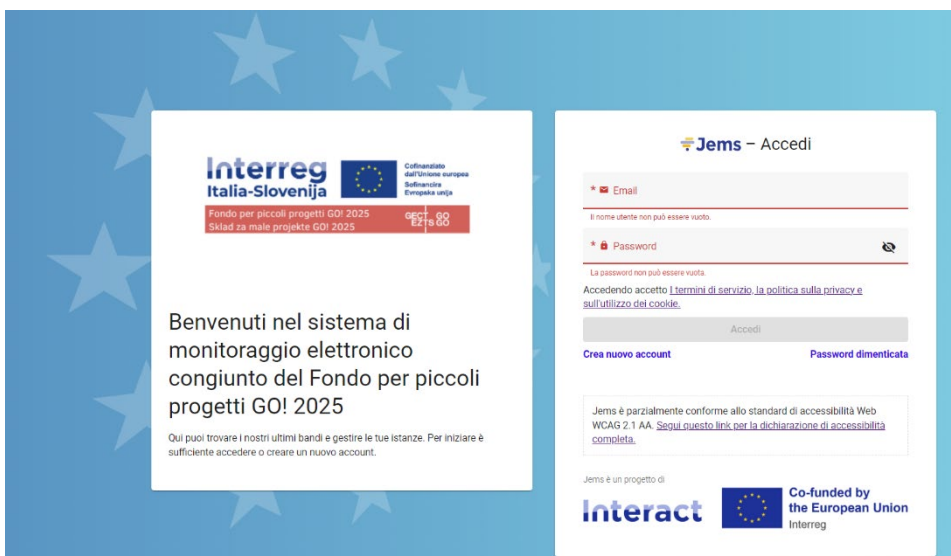 Interreg
Italia-Slovenija
Cofinanziato
dall'Unione europea
Sofinancira
Evropska unija
Fondo per piccoli progetti GO! 2025
Sklad za male projekte GO! 2025
GECT GO
EZTS GO
Benvenuti nel sistema di
monitoraggio elettronico
congiunto del Fondo per piccoli
progetti GO! 2025
Qui puoi trovare i nostri ultimi bandi e gestire le tue istanze. Per iniziare è
sufficiente accedere o creare un nuovo account.
Jems – Accedi
* Email
Il nome utente non può essere vuoto.
* Password
La password non può essere vuota.
Accedendo accetto I termini di servizio, la politica sulla privacy e
sull'utilizzo dei cookie.
Accedi
Crea nuovo account
Password dimenticata
Jems è parzialmente conforme allo standard di accessibilità Web
WCAG 2.1 AA. Segui questo link per la dichiarazione di accessibilità
completa.
Jems è un progetto di
Interact
Co-funded by
the European Union
Interreg